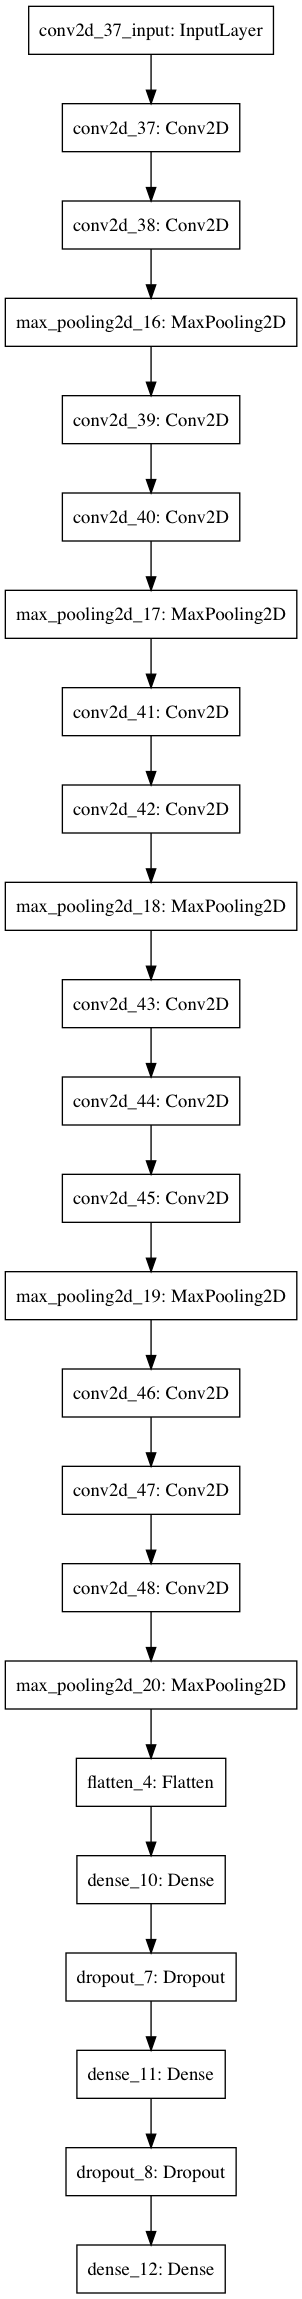 conv2d_37_input: InputLayer
conv2d_37: Conv2D
conv2d_38: Conv2D
max_pooling2d_16: MaxPooling2D
conv2d_39: Conv2D
conv2d_40: Conv2D
max_pooling2d_17: MaxPooling2D
conv2d_41: Conv2D
conv2d_42: Conv2D
max_pooling2d_18: MaxPooling2D
conv2d_43: Conv2D
conv2d_44: Conv2D
conv2d_45: Conv2D
max_pooling2d_19: MaxPooling2D
conv2d_46: Conv2D
conv2d_47: Conv2D
conv2d_48: Conv2D
max_pooling2d_20: MaxPooling2D
flatten_4: Flatten
dense_10: Dense
dropout_7: Dropout
dense_11: Dense
dropout_8: Dropout
dense_12: Dense